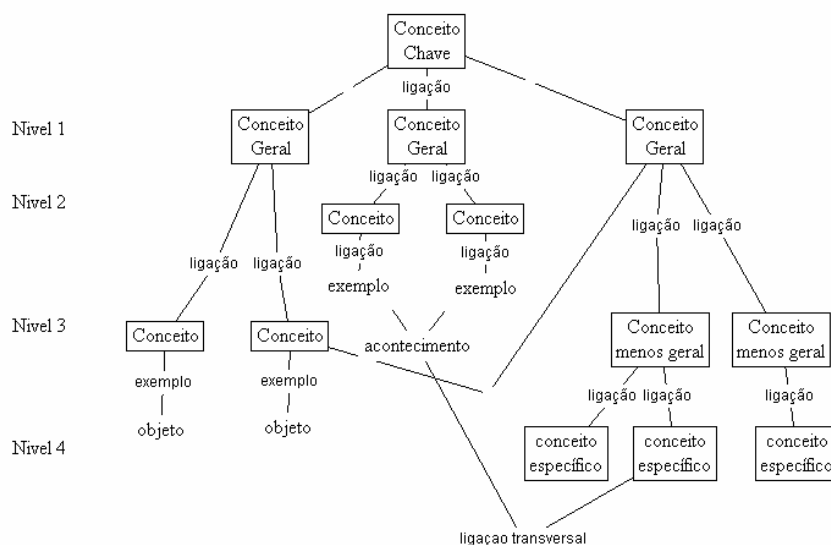 Conceito
Chave
ligação
Nivel 1
Conceito
Geral
Conceito
Geral
Conceito
Geral
ligação
ligação
Nivel 2
Conceito
Conceito
ligação
ligação
ligação
ligação
ligação
ligação
exemplo
exemplo
Nivel 3
Conceito
Conceito
acontecimento
Conceito
menos geral
Conceito
menos geral
exemplo
exemplo
ligação
ligação
ligação
objeto
objeto
Nivel 4
conceito
específico
conceito
específico
conceito
específico
ligaçao transversal